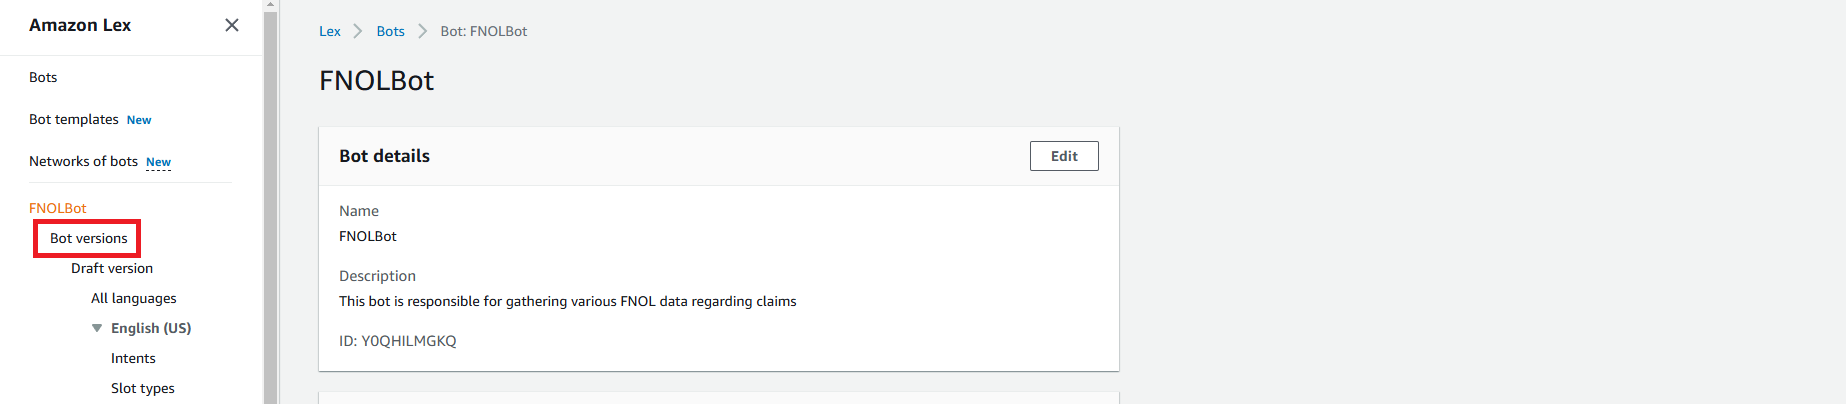 Amazon Lex
Bots
Bot templates New
Networks of bots New
FNOLBot
Bot versions
Draft version
All languages
English (US)
Intents
Slot types
Lex > Bots > Bot: FNOLBot
FNOLBot
Bot details
Edit
Name
FNOLBot
Description
This bot is responsible for gathering various FNOL data regarding claims
ID: Y0QHILMGKQ